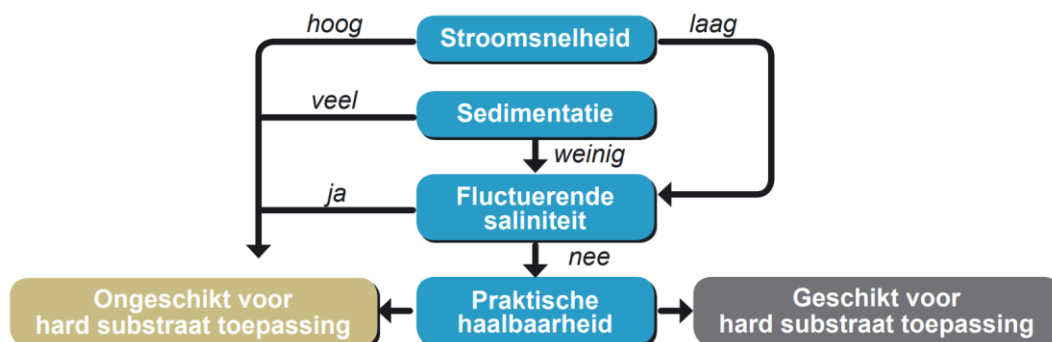 hoog
Stroomsnelheid
laag
veel
Sedimentatie
weinig
ja
Fluctuerende
saliniteit
nee
Ongeschikt voor
hard substraat toepassing
Praktische
haalbaarheid
Geschikt voor
hard substraat toepassing